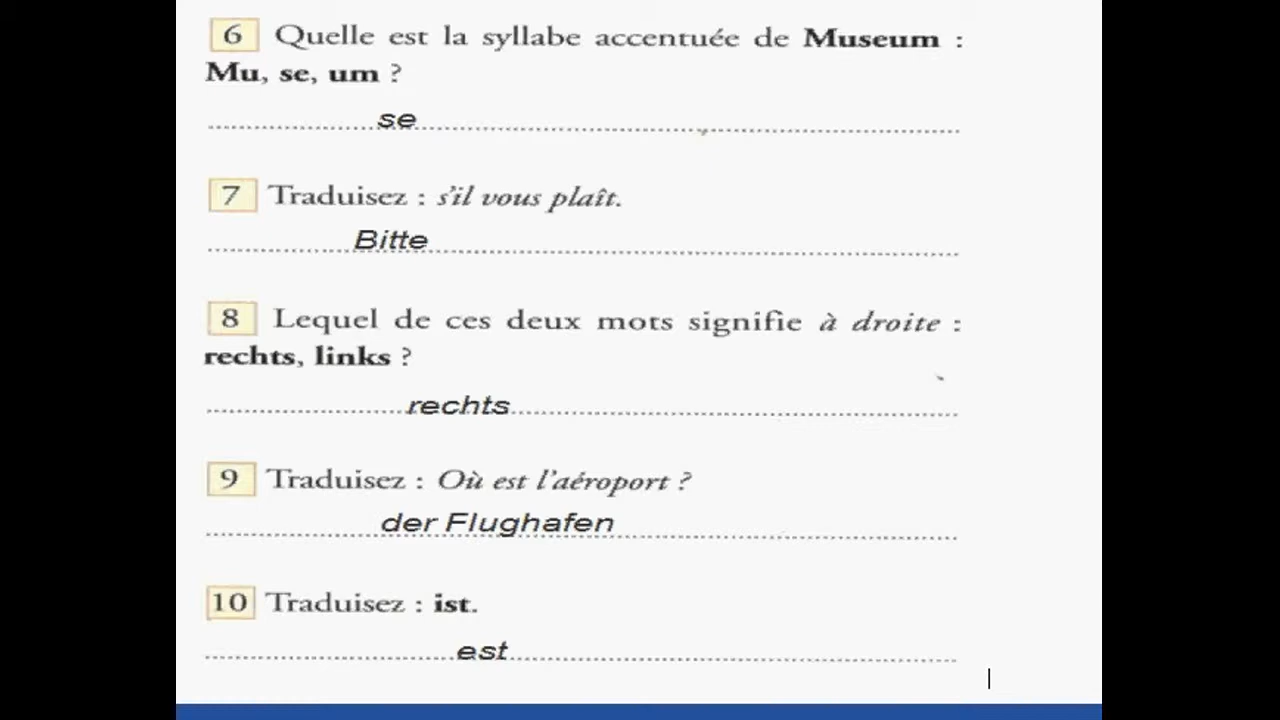 6 Quelle est la syllabe accentuée de Museum :
Mu, se, um ?
se
7 Traduisez : s'il vous plaît.
Bitte
8 Lequel de ces deux mots signifie à droite :
rechts, links ?
rechts
9 Traduisez : Où est l'aéroport ?
der Flughafen
10 Traduisez : ist.
est